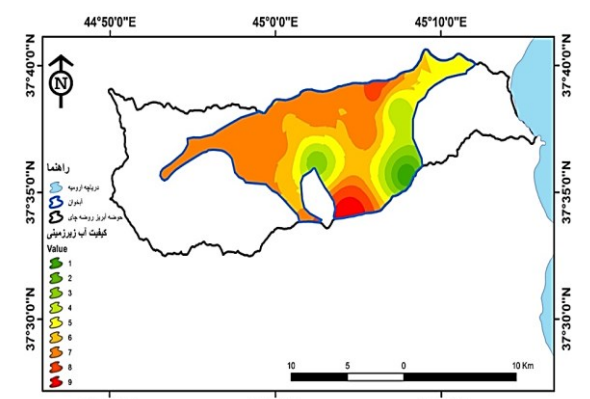 44°50'0"E 45°0'0"E 45°10'0"E
37°40'0"N 37°40'0"N
N
37°35'0"N 37°35'0"N
37°30'0"N 37°30'0"N
راهنما
دریاچه ارومیه
آبخوان
حوضه آبریز روضه چای
کیفیت آب زیرزمینی
Value
1
2
3
4
5
6
7
8
9
10 5 0 10 Km